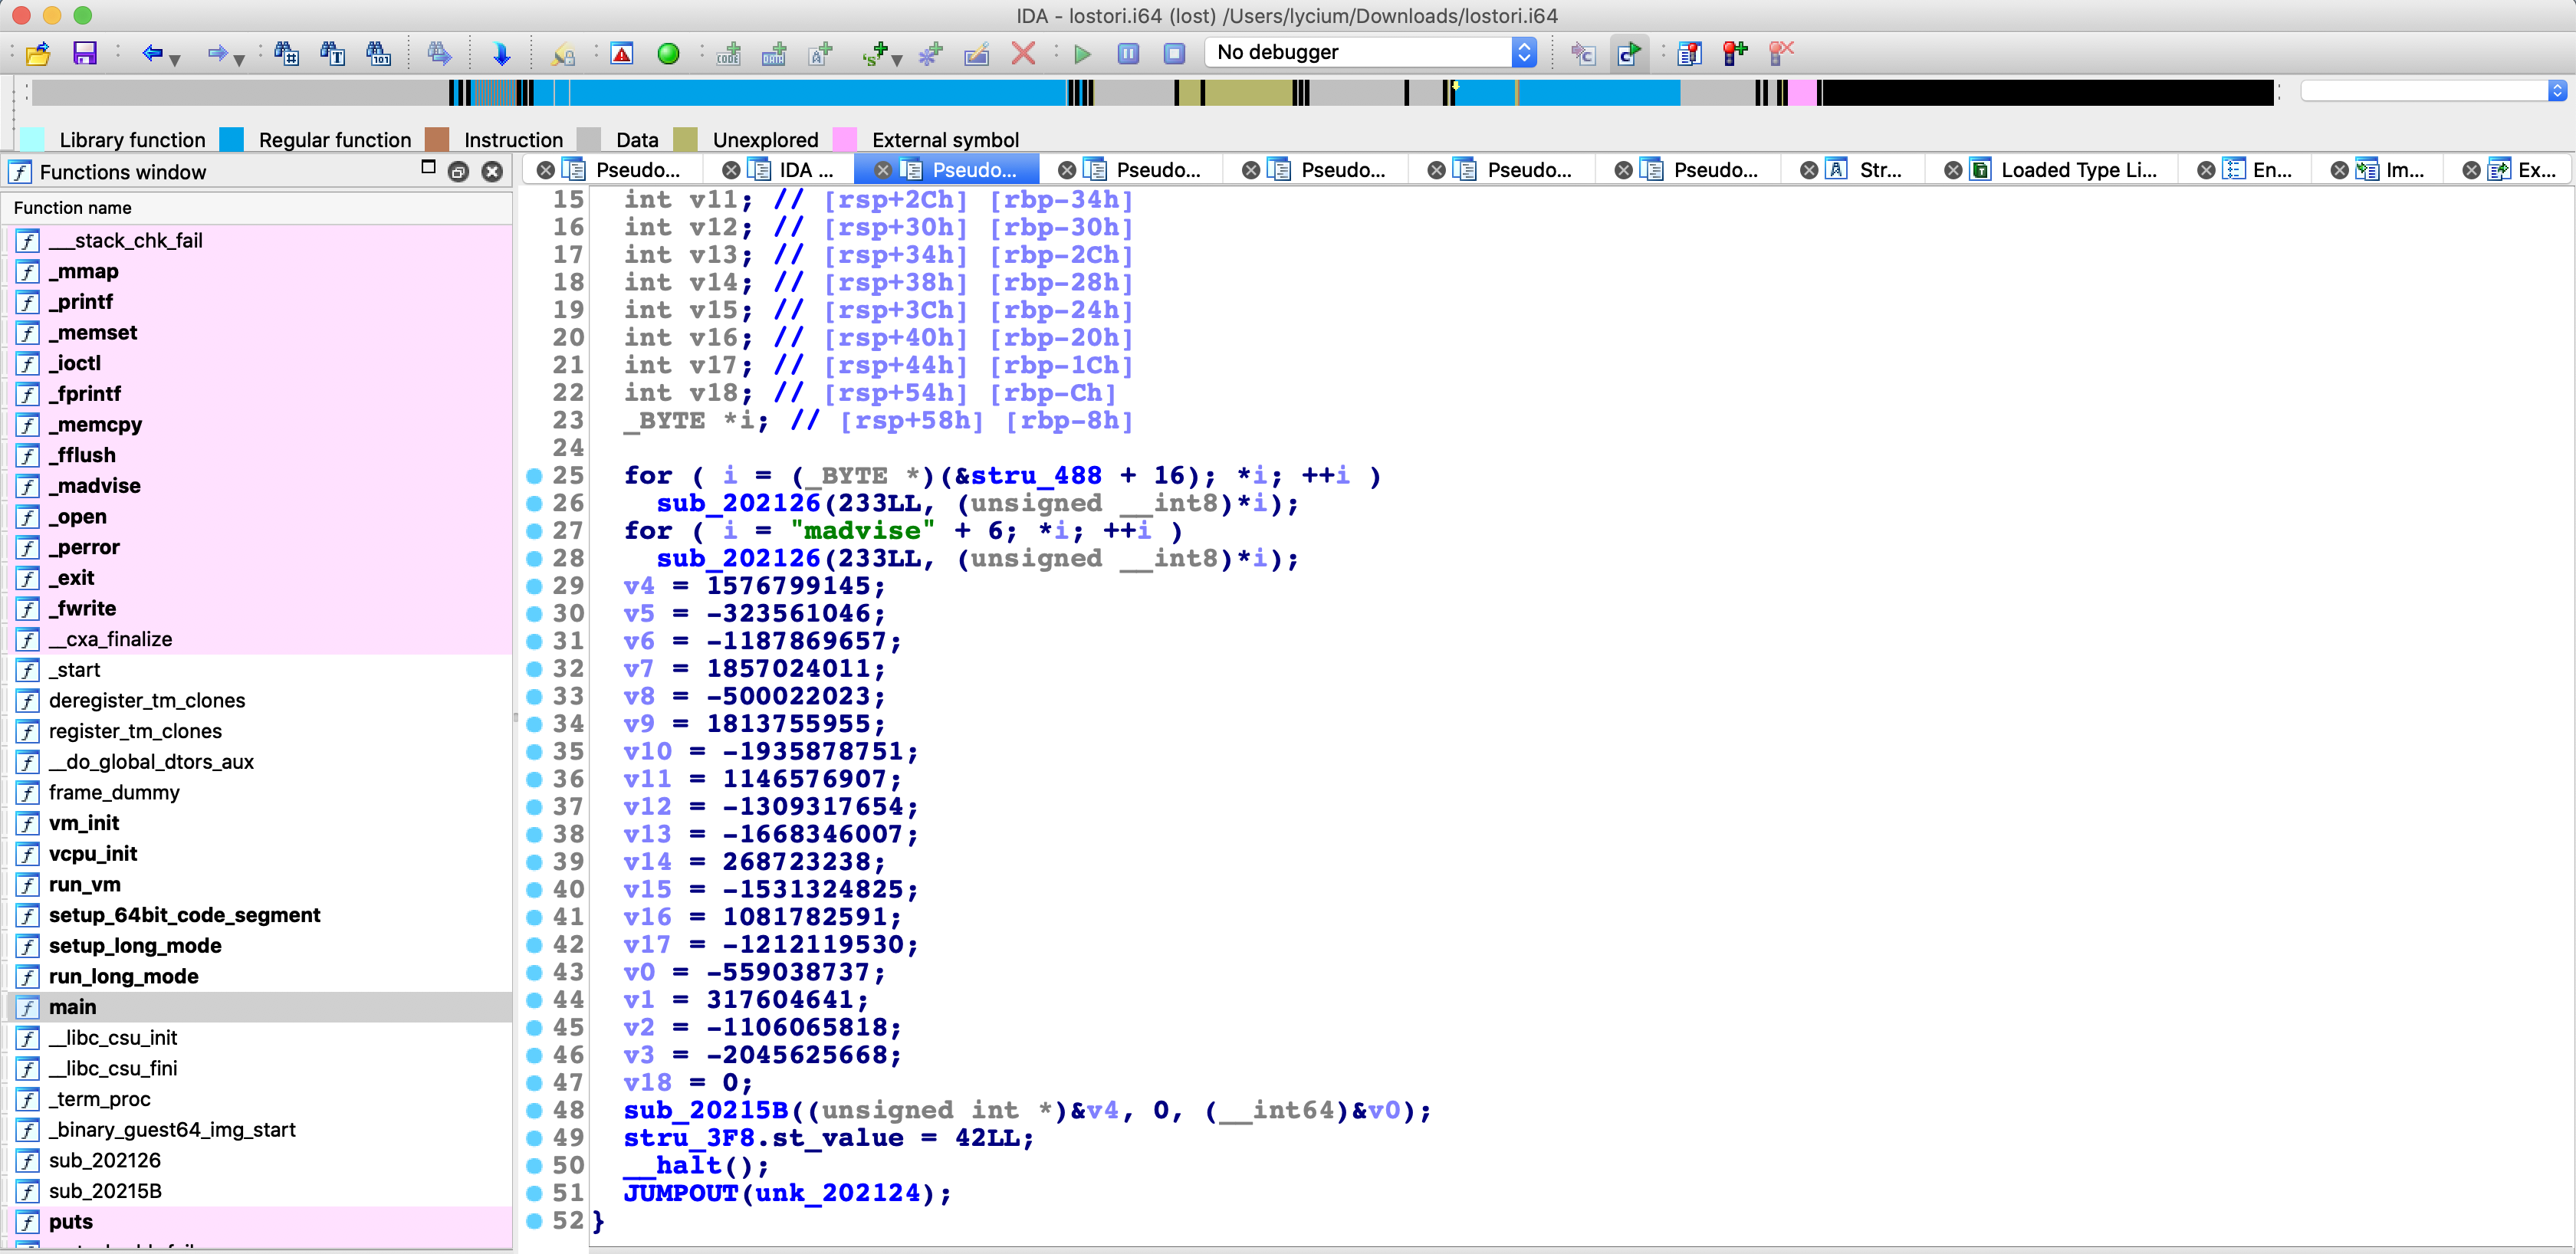 IDA - lostori.i64 (lost) /Users/lycium/Downloads/lostori.i64
No debugger
Library function Regular function Instruction Data Unexplored External symbol
Functions window
Pseudo... IDA ... Pseudo... Pseudo... Pseudo... Pseudo... Pseudo... Str... Loaded Type Li... En... Im... Ex...
Function name
___stack_chk_fail
_mmap
_printf
_memset
_ioctl
_fprintf
_memcpy
_fflush
_madvise
_open
_perror
_exit
_fwrite
__cxa_finalize
_start
deregister_tm_clones
register_tm_clones
__do_global_dtors_aux
frame_dummy
vm_init
vcpu_init
run_vm
setup_64bit_code_segment
setup_long_mode
run_long_mode
main
__libc_csu_init
__libc_csu_fini
_term_proc
_binary_guest64_img_start
sub_202126
sub_20215B
puts
15 int v11; // [rsp+2Ch] [rbp-34h]
16 int v12; // [rsp+30h] [rbp-30h]
17 int v13; // [rsp+34h] [rbp-2Ch]
18 int v14; // [rsp+38h] [rbp-28h]
19 int v15; // [rsp+3Ch] [rbp-24h]
20 int v16; // [rsp+40h] [rbp-20h]
21 int v17; // [rsp+44h] [rbp-1Ch]
22 int v18; // [rsp+54h] [rbp-Ch]
23 _BYTE *i; // [rsp+58h] [rbp-8h]
24
25 for ( i = (_BYTE *)(&stru_488 + 16); *i; ++i )
26 sub_202126(233LL, (unsigned __int8)*i);
27 for ( i = "madvise" + 6; *i; ++i )
28 sub_202126(233LL, (unsigned __int8)*i);
29 v4 = 1576799145;
30 v5 = -323561046;
31 v6 = -1187869657;
32 v7 = 1857024011;
33 v8 = -500022023;
34 v9 = 1813755955;
35 v10 = -1935878751;
36 v11 = 1146576907;
37 v12 = -1309317654;
38 v13 = -1668346007;
39 v14 = 268723238;
40 v15 = -1531324825;
41 v16 = 1081782591;
42 v17 = -1212119530;
43 v0 = -559038737;
44 v1 = 317604641;
45 v2 = -1106065818;
46 v3 = -2045625668;
47 v18 = 0;
48 sub_20215B((unsigned int *)&v4, 0, (__int64)&v0);
49 stru_3F8.st_value = 42LL;
50 __halt();
51 JUMPOUT(unk_202124);
52 }